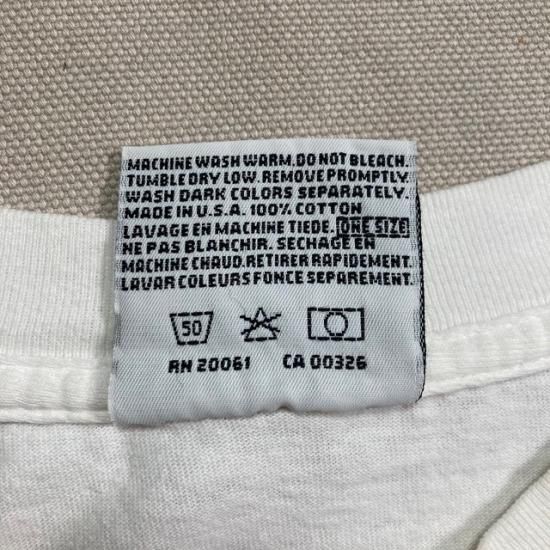 MACHINE WASH WARM. DO NOT BLEACH.
TUMBLE DRY LOW. REMOVE PROMPTLY.
WASH DARK COLORS SEPARATELY.
MADE IN U.S.A. 100% COTTON
LAVAGE EN MACHINE TIEDE. ONE SIZE
NE PAS BLANCHIR. SECHAGE EN
MACHINE CHAUD. RETIRER RAPIDEMENT.
LAVAR COLEURS FONCE SEPAREMENT.
50
RN 20061 CA 00326